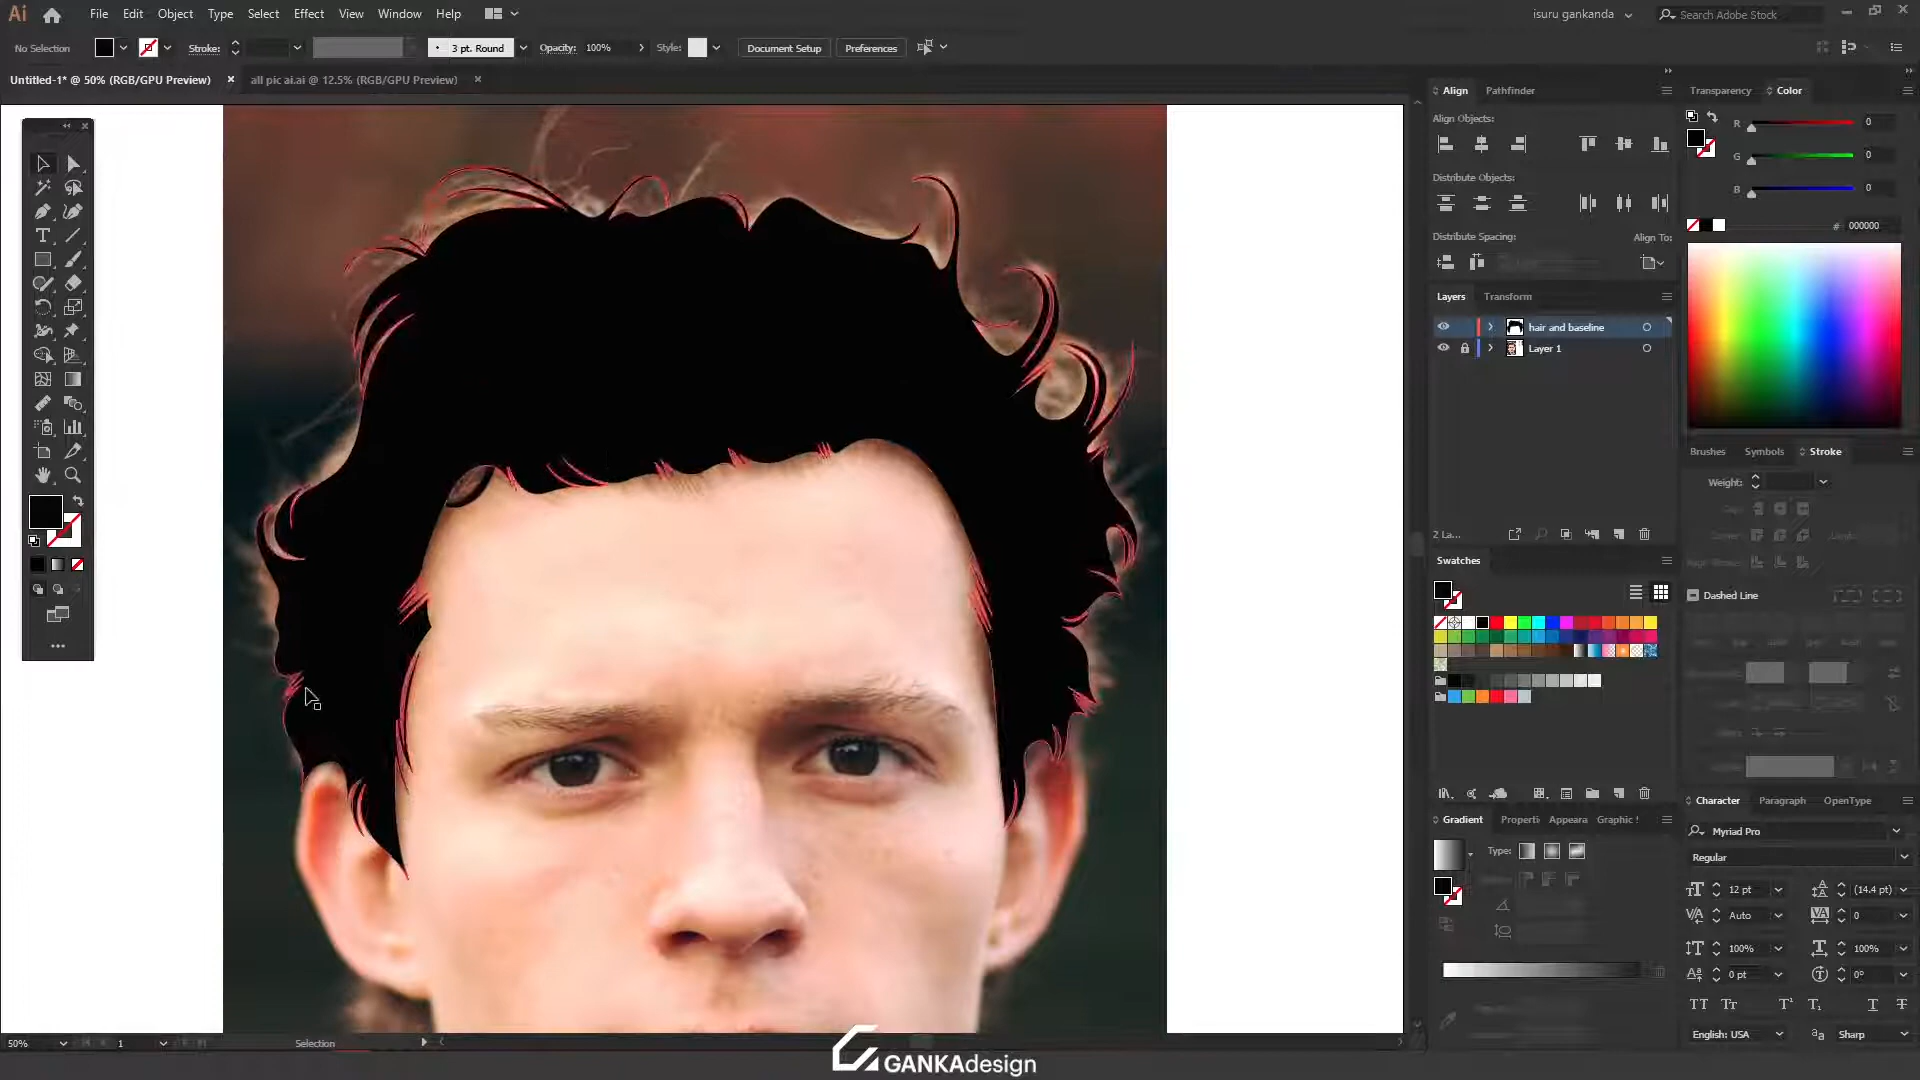 Ai File Edit Object Type Select Effect View Window Help isuru gankanda Search Adobe Stock
No Selection Stroke: 3 pt. Round Opacity: 100% Style: Document Setup Preferences
Untitled-1* @ 50% (RGB/GPU Preview) all pic ai.ai @ 12.5% (RGB/GPU Preview)
Align Pathfinder
Align Objects:
Distribute Objects:
Distribute Spacing: Align To:
Layers Transform
hair and baseline
Layer 1
2 La...
Swatches
Gradient Properti Appeara Graphic
Type:
Transparency Color
R 0
G 0
B 0
# 000000
Brushes Symbols Stroke
Weight:
Dashed Line
Character Paragraph OpenType
Myriad Pro
Regular
12 pt (14.4 pt)
Auto 0
100% 100%
0 pt 0°
English: USA Sharp
50% 1 Selection
GANKAdesign